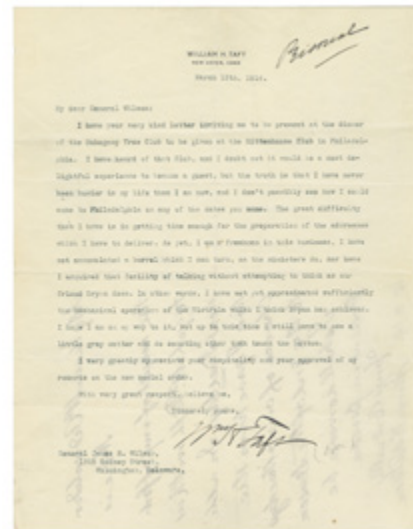 Personal
WILLIAM H. TAFT
NEW HAVEN, CONN
March 12th, 191
My dear General Wilson:
I have your very kind letter inviting me to be present at the dinner
of the Mahogany Tree Club to be given at the Rittenhouse Club in Philadel-
phia. I have heard of that Club, and I doubt not it would be a most de-
lightful experience to become a guest, but the truth is that I have never
been busier in my life than I am now, and I don't possibly see how I could
come to Philadelphia on any of the dates you name. The great difficulty
that I have is in getting time enough for the preparation of the addresses
which I have to deliver. As yet, I am a freshman in this business. I have
not accumulated a barrel which I can turn, as the ministers do, nor have
I acquired that facility of talking without attempting to think as our
friend Bryan does. In other words, I have not yet approximated sufficiently
the mechanical operation of the Victrola which I think Bryan has achieved.
I hope I am on my way to it, but up to this time I still have to use a
little gray matter and do something other than touch the button.
I very greatly appreciate your hospitality and your approval of my
remarks on the new social order.
With very great respect, believe me,
Sincerely yours,
Wm H Taft
General James H. Wilson,
1305 Rodney Street,
Wilmington, Delaware.